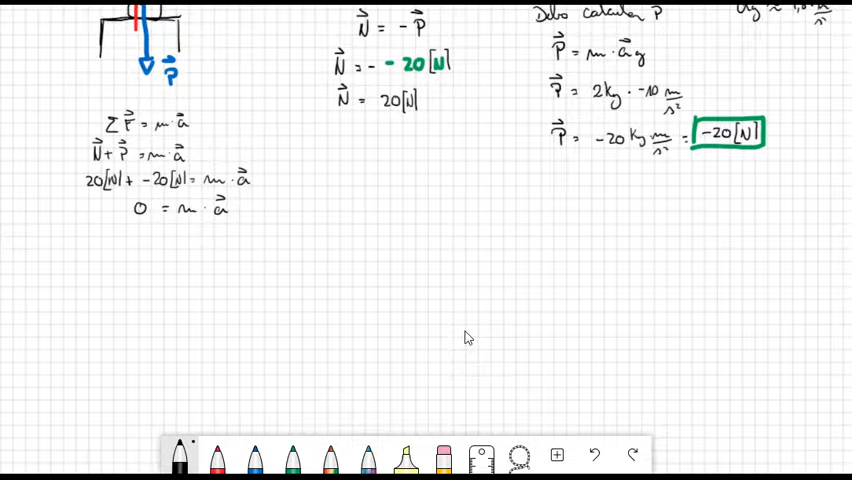 N⃗ = -P⃗
N⃗ = - -20[N]
N⃗ = 20[N]
Debo calcular P
P⃗ = m · a⃗g
P⃗ = 2kg · -10 m/s²
P⃗ = -20 Kg m/s² = -20[N]
P⃗
ΣF⃗ = m · a⃗
N⃗ + P⃗ = m · a⃗
20[N] + -20[N] = m · a⃗
0 = m · a⃗